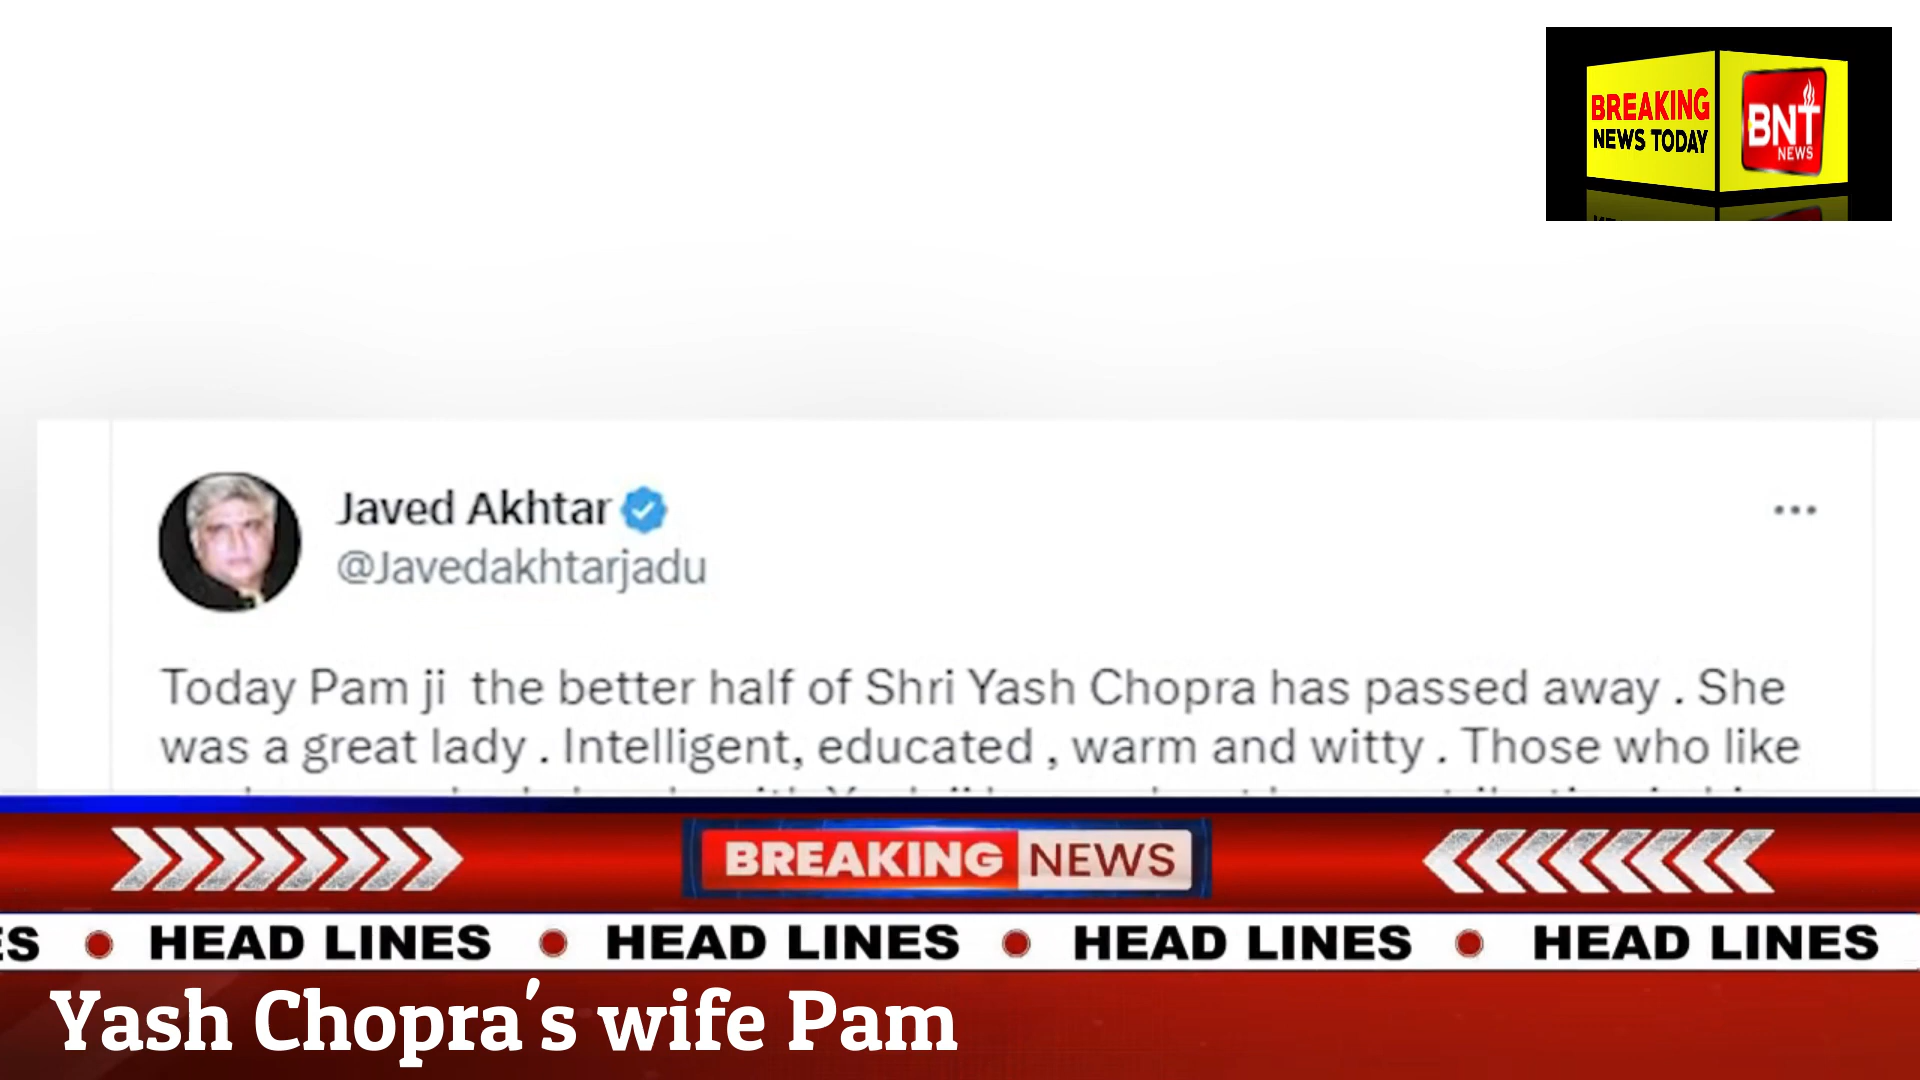 BREAKING
NEWS TODAY
BNT
NEWS
Javed Akhtar
@Javedakhtarjadu
Today Pam ji the better half of Shri Yash Chopra has passed away . She
was a great lady . Intelligent, educated , warm and witty . Those who like
BREAKING NEWS
ES • HEAD LINES • HEAD LINES • HEAD LINES • HEAD LINES
Yash Chopra's wife Pam